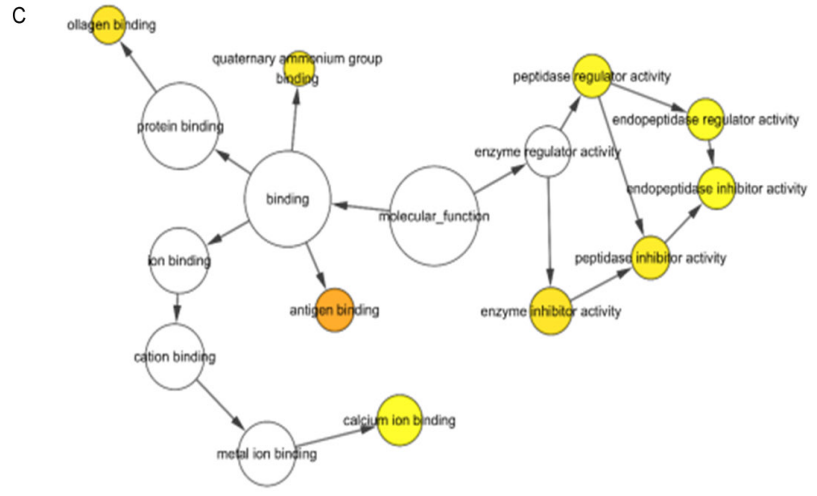 C
ollagen binding
quaternary ammonium group
binding
peptidase regulator activity
endopeptidase regulator activity
protein binding
enzyme regulator activity
endopeptidase inhibitor activity
binding
molecular_function
ion binding
peptidase inhibitor activity
antigen binding
enzyme inhibitor activity
cation binding
calcium ion binding
metal ion binding